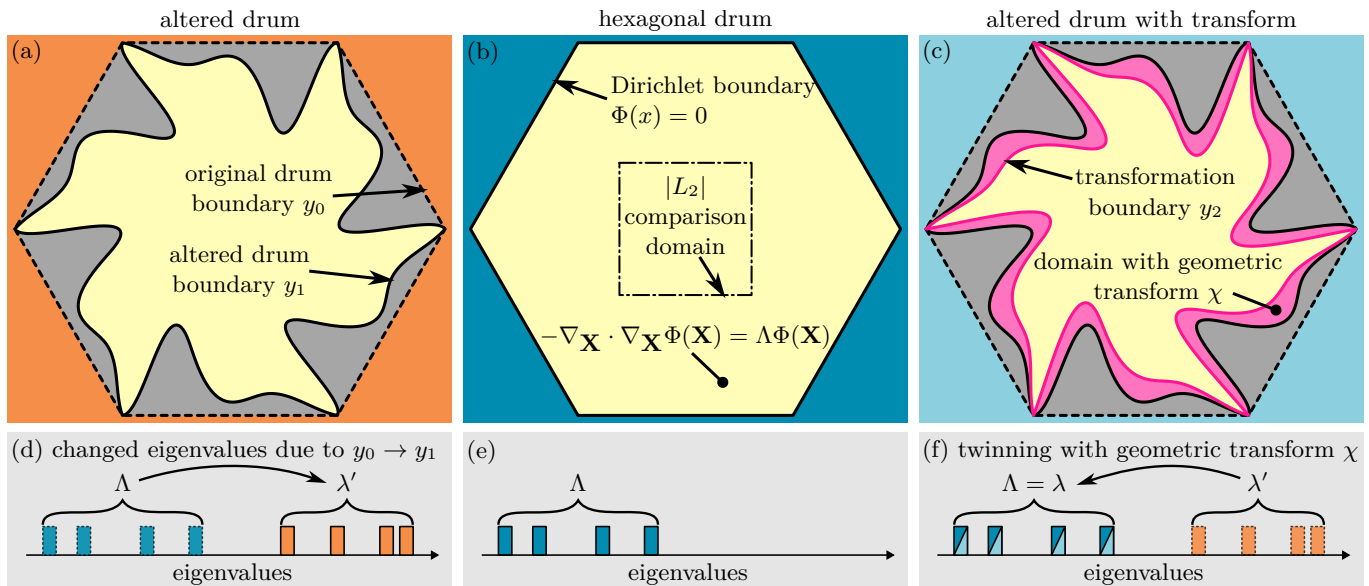 altered drum
(a)
original drum
boundary y₀
altered drum
boundary y₁
hexagonal drum
(b)
Dirichlet boundary
Φ(x) = 0
|L₂|
comparison
domain
−∇_X · ∇_XΦ(X) = ΛΦ(X)
altered drum with transform
(c)
transformation
boundary y₂
domain with geometric
transform χ
(d) changed eigenvalues due to y₀ → y₁
Λ λ′
eigenvalues
(e)
Λ
eigenvalues
(f) twinning with geometric transform χ
Λ = λ λ′
eigenvalues